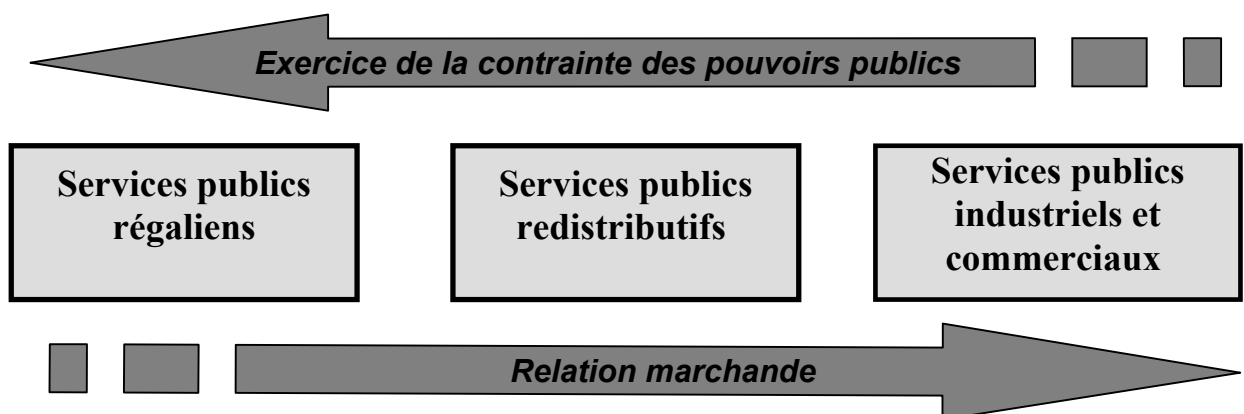 Exercice de la contrainte des pouvoirs publics
Services publics
régaliens
Services publics
redistributifs
Services publics
industriels et
commerciaux
Relation marchande